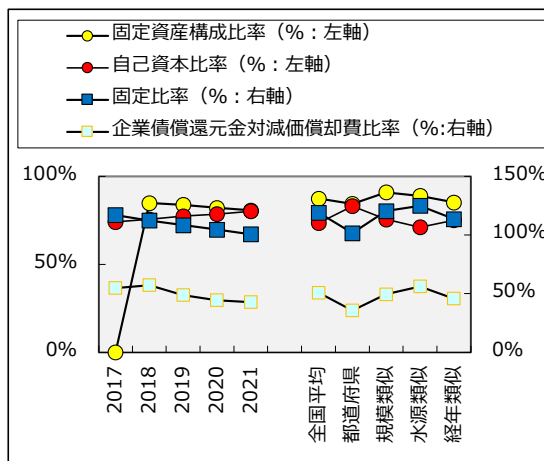 固定資産構成比率（%：左軸）
自己資本比率（%：左軸）
固定比率（%：右軸）
企業債償還元金対減価償却費比率（%:右軸）
100%
50%
0%
150%
100%
50%
0%
2017
2018
2019
2020
2021
全国平均
都道府県
規模類似
水源類似
経年類似